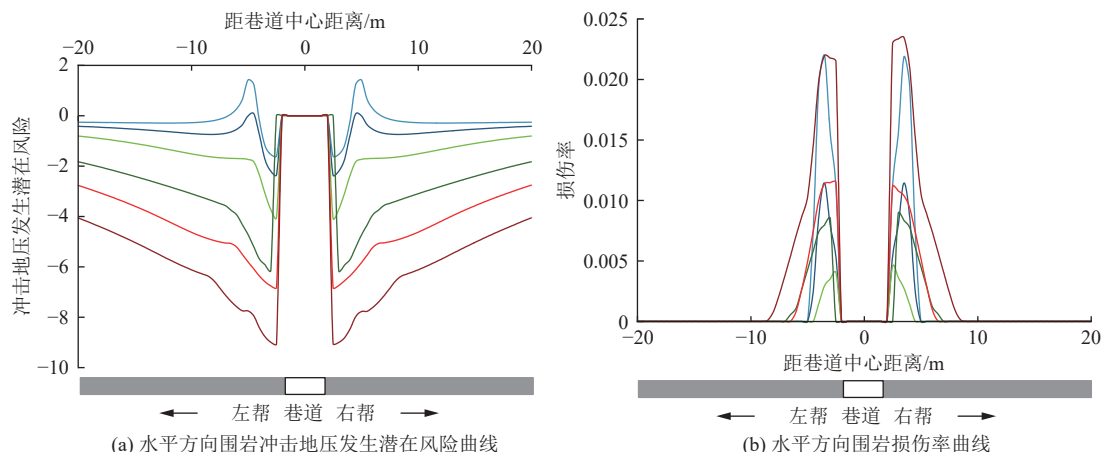 距巷道中心距离/m
−20 −10 0 10 20
2
0
−2
−4
−6
−8
−10
冲击地压发生潜在风险
左帮 巷道 右帮
(a) 水平方向围岩冲击地压发生潜在风险曲线
0.025
0.020
0.015
0.010
0.005
0
损伤率
−20 −10 0 10 20
距巷道中心距离/m
左帮 巷道 右帮
(b) 水平方向围岩损伤率曲线